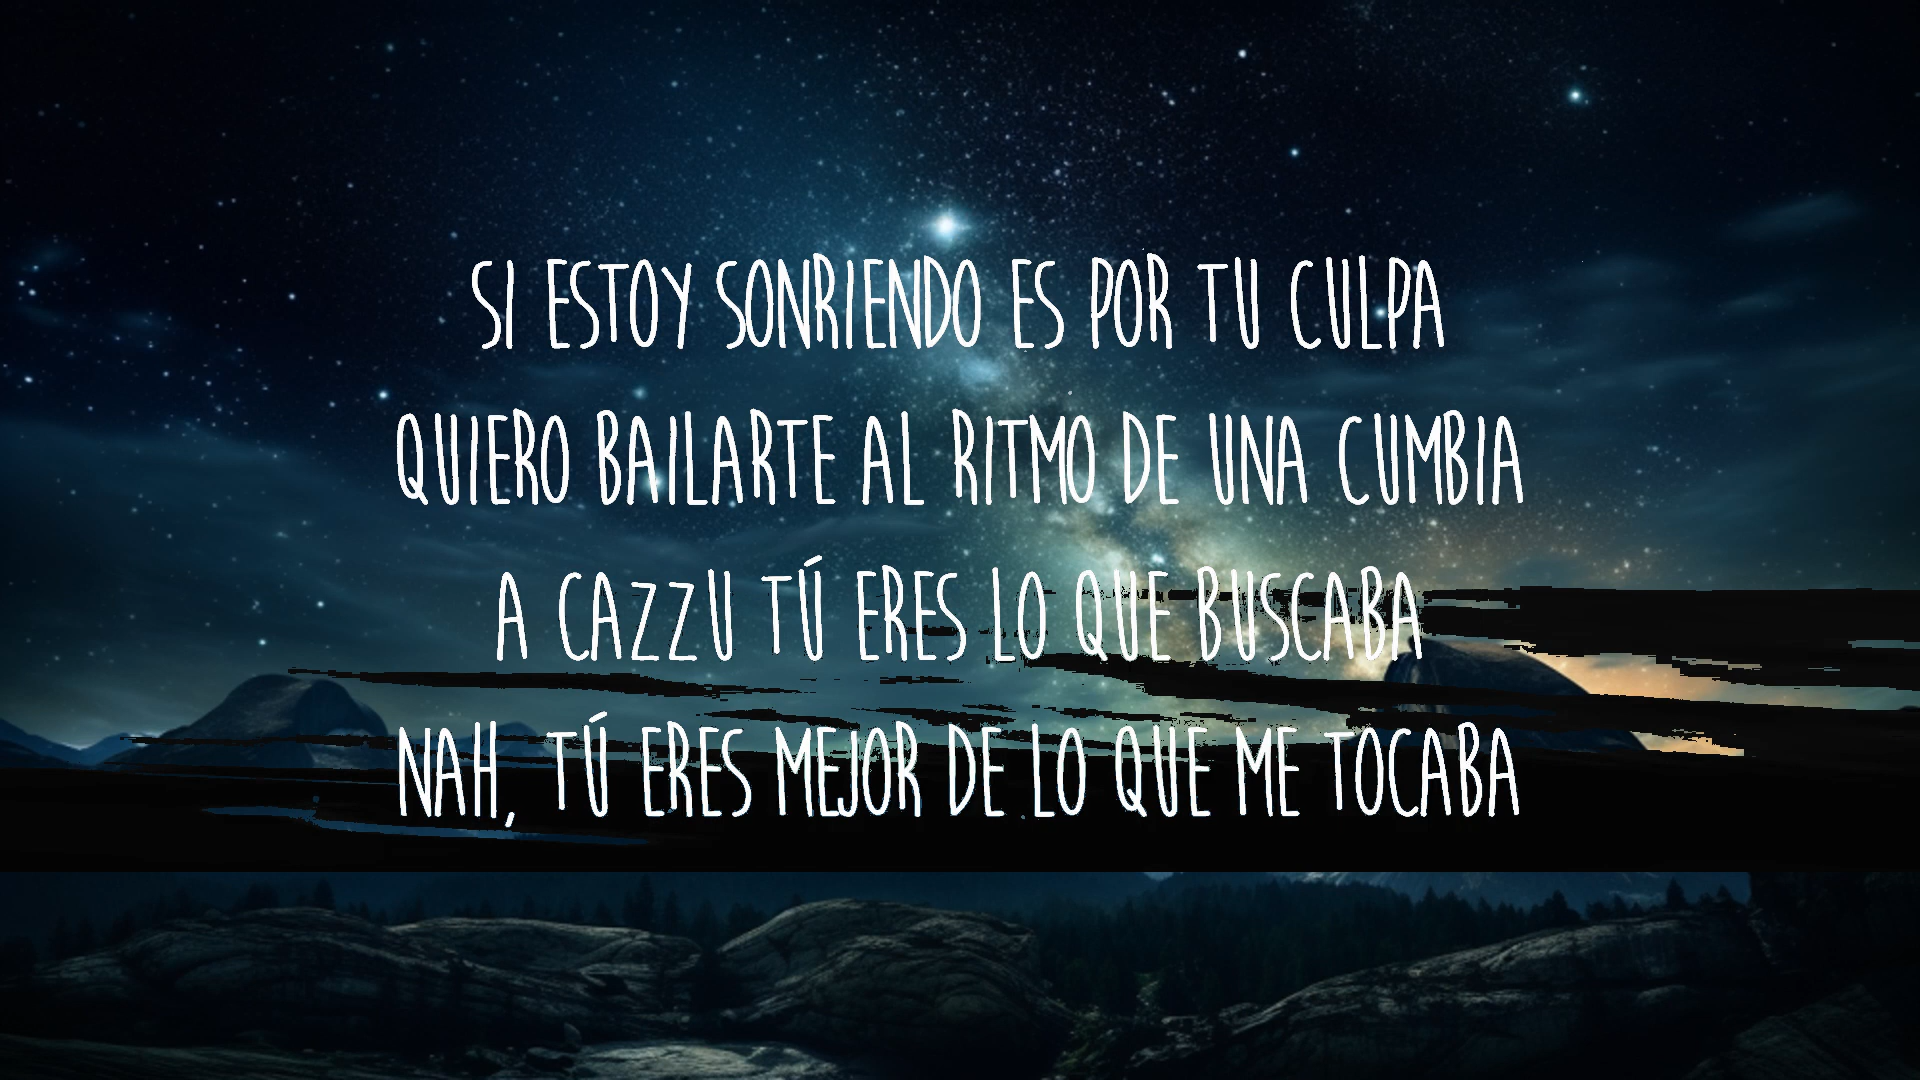 SI ESTOY SONRIENDO ES POR TU CULPA
QUIERO BAILARTE AL RITMO DE UNA CUMBIA
A CAZZU TÚ ERES LO QUE BUSCABA
NAH, TÚ ERES MEJOR DE LO QUE ME TOCABA